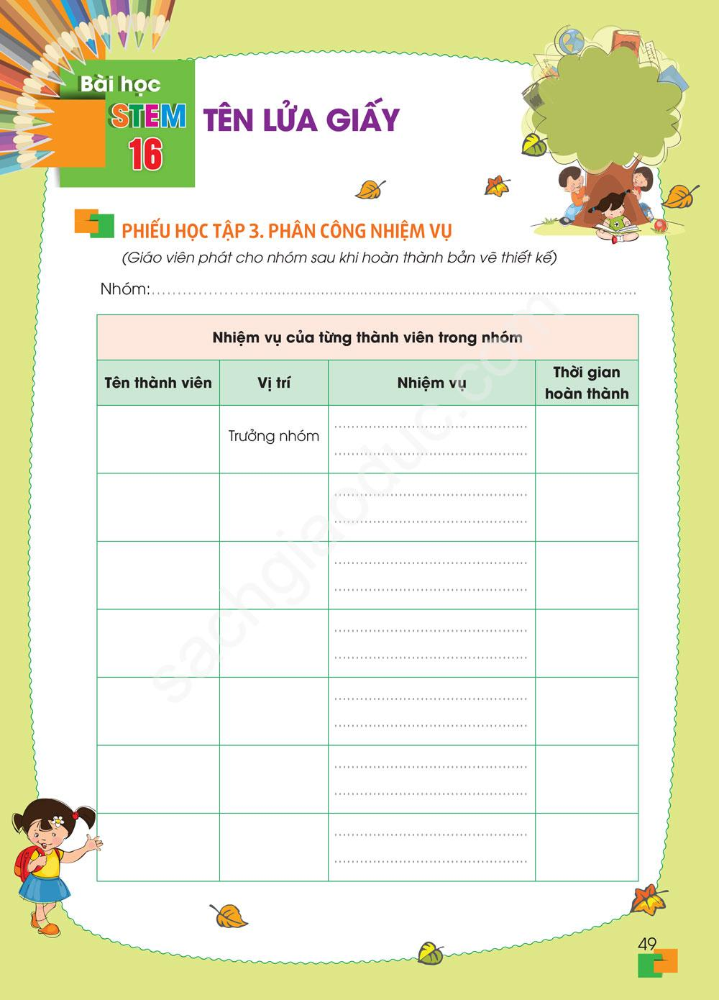 Bài học
STEM
16
TÊN LỬA GIẤY
PHIẾU HỌC TẬP 3. PHÂN CÔNG NHIỆM VỤ
(Giáo viên phát cho nhóm sau khi hoàn thành bản vẽ thiết kế)
Nhóm:
Nhiệm vụ của từng thành viên trong nhóm
Tên thành viên Vị trí Nhiệm vụ Thời gian hoàn thành
Trưởng nhóm
sachgiaoduc.com
49